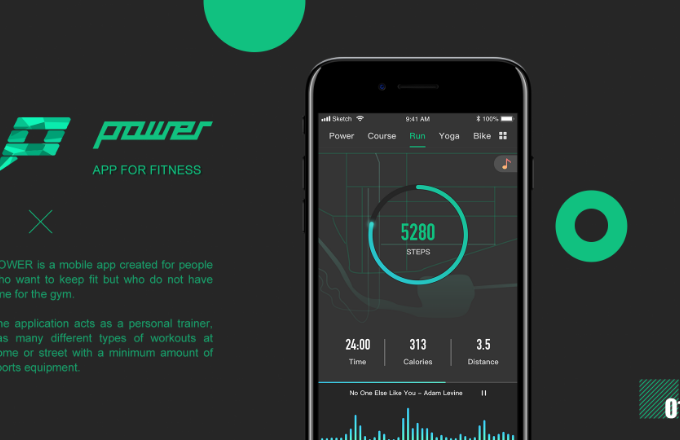 power
APP FOR FITNESS
OWER is a mobile app created for people
ho want to keep fit but who do not have
me for the gym.
he application acts as a personal trainer,
as many different types of workouts at
ome or street with a minimum amount of
ports equipment.
Sketch 9:41 AM 100%
Power Course Run Yoga Bike
5280
STEPS
24:00 313 3.5
Time Calories Distance
No One Else Like You – Adam Levine